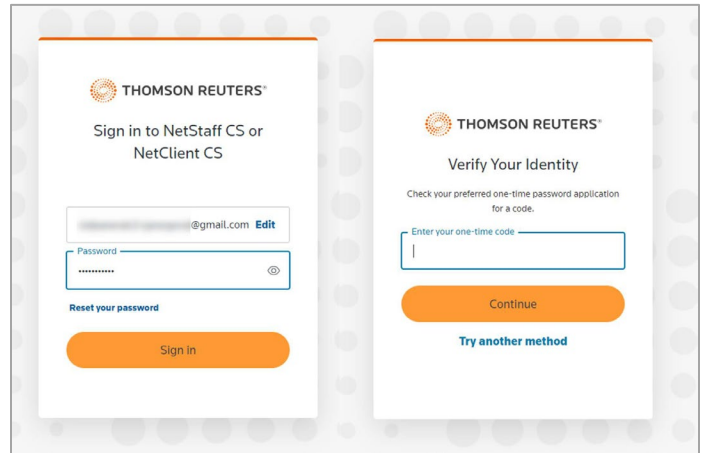 THOMSON REUTERS®
Sign in to NetStaff CS or
NetClient CS
@gmail.com Edit
Password
•••••••••••
Reset your password
Sign in
THOMSON REUTERS®
Verify Your Identity
Check your preferred one-time password application
for a code.
Enter your one-time code
Continue
Try another method